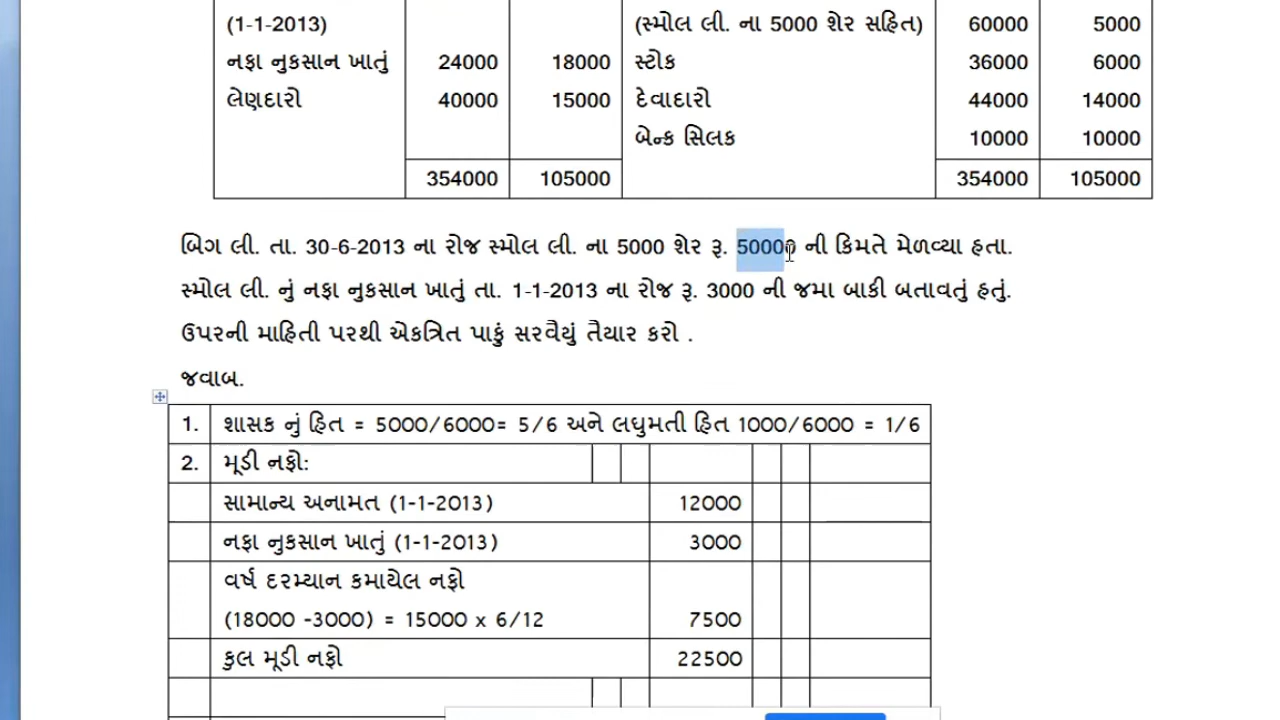 (1-1-2013) (સ્મોલ લી. ના 5000 શેર સહિત) 60000 5000
નફા નુકસાન ખાતું 24000 18000 સ્ટોક 36000 6000
લેણદારો 40000 15000 દેવાદારો 44000 14000
બેન્ક સિલક 10000 10000
354000 105000 354000 105000
બિગ લી. તા. 30-6-2013 ના રોજ સ્મોલ લી. ના 5000 શેર રૂ. 50000 ની કિમતે મેળવ્યા હતા.
સ્મોલ લી. નું નફા નુકસાન ખાતું તા. 1-1-2013 ના રોજ રૂ. 3000 ની જમા બાકી બતાવતું હતું.
ઉપરની માહિતી પરથી એકત્રિત પાકું સરવૈયું તૈયાર કરો .
જવાબ.
1. શાસક નું હિત = 5000/6000= 5/6 અને લઘુમતી હિત 1000/6000 = 1/6
2. મૂડી નફો:
સામાન્ય અનામત (1-1-2013) 12000
નફા નુકસાન ખાતું (1-1-2013) 3000
વર્ષ દરમ્યાન કમાયેલ નફો
(18000 -3000) = 15000 x 6/12 7500
કુલ મૂડી નફો 22500